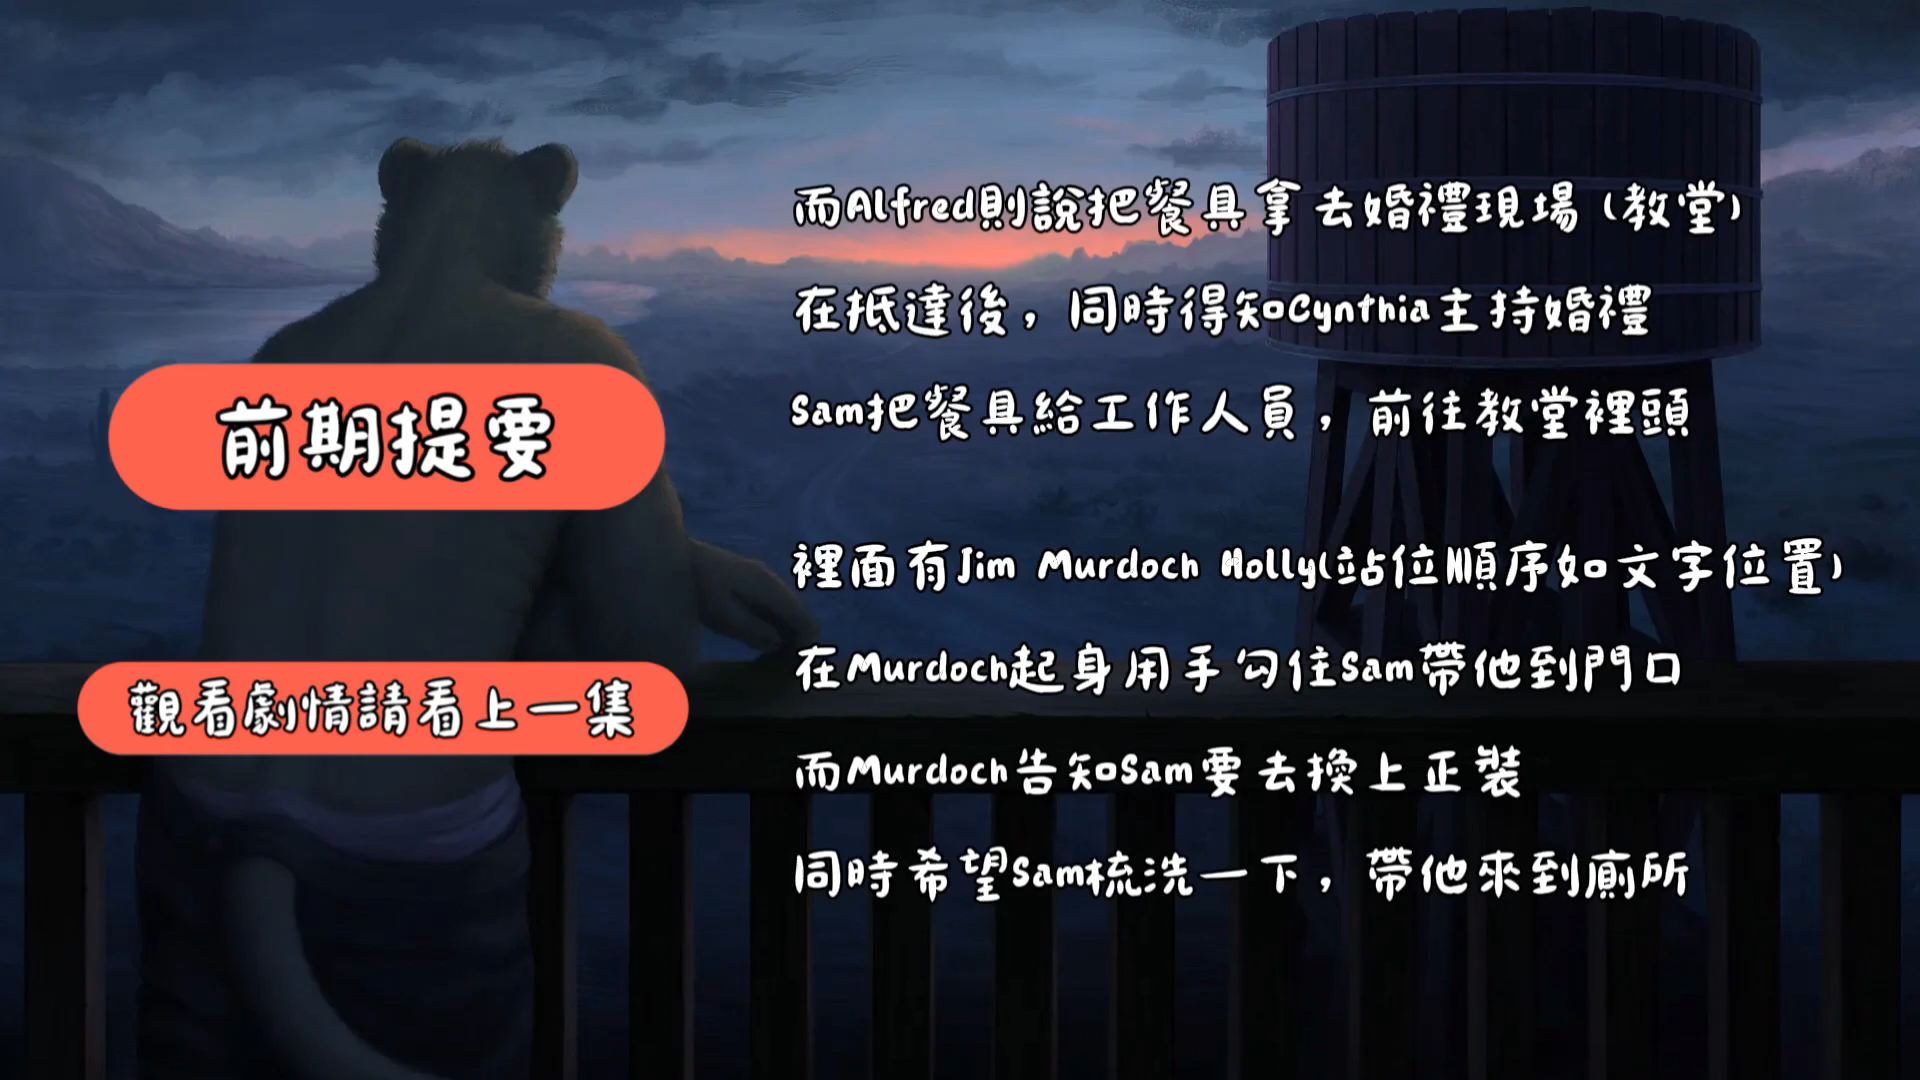 前期提要
觀看劇情請看上一集
而Alfred則說把餐具拿去婚禮現場（教堂）
在抵達後，同時得知Cynthia主持婚禮
Sam把餐具給工作人員，前往教堂裡頭
裡面有Jim Murdoch Holly(站位順序如文字位置)
在Murdoch起身用手勾住Sam帶他到門口
而Murdoch告知Sam要去換上正裝
同時希望Sam梳洗一下，帶他來到廁所